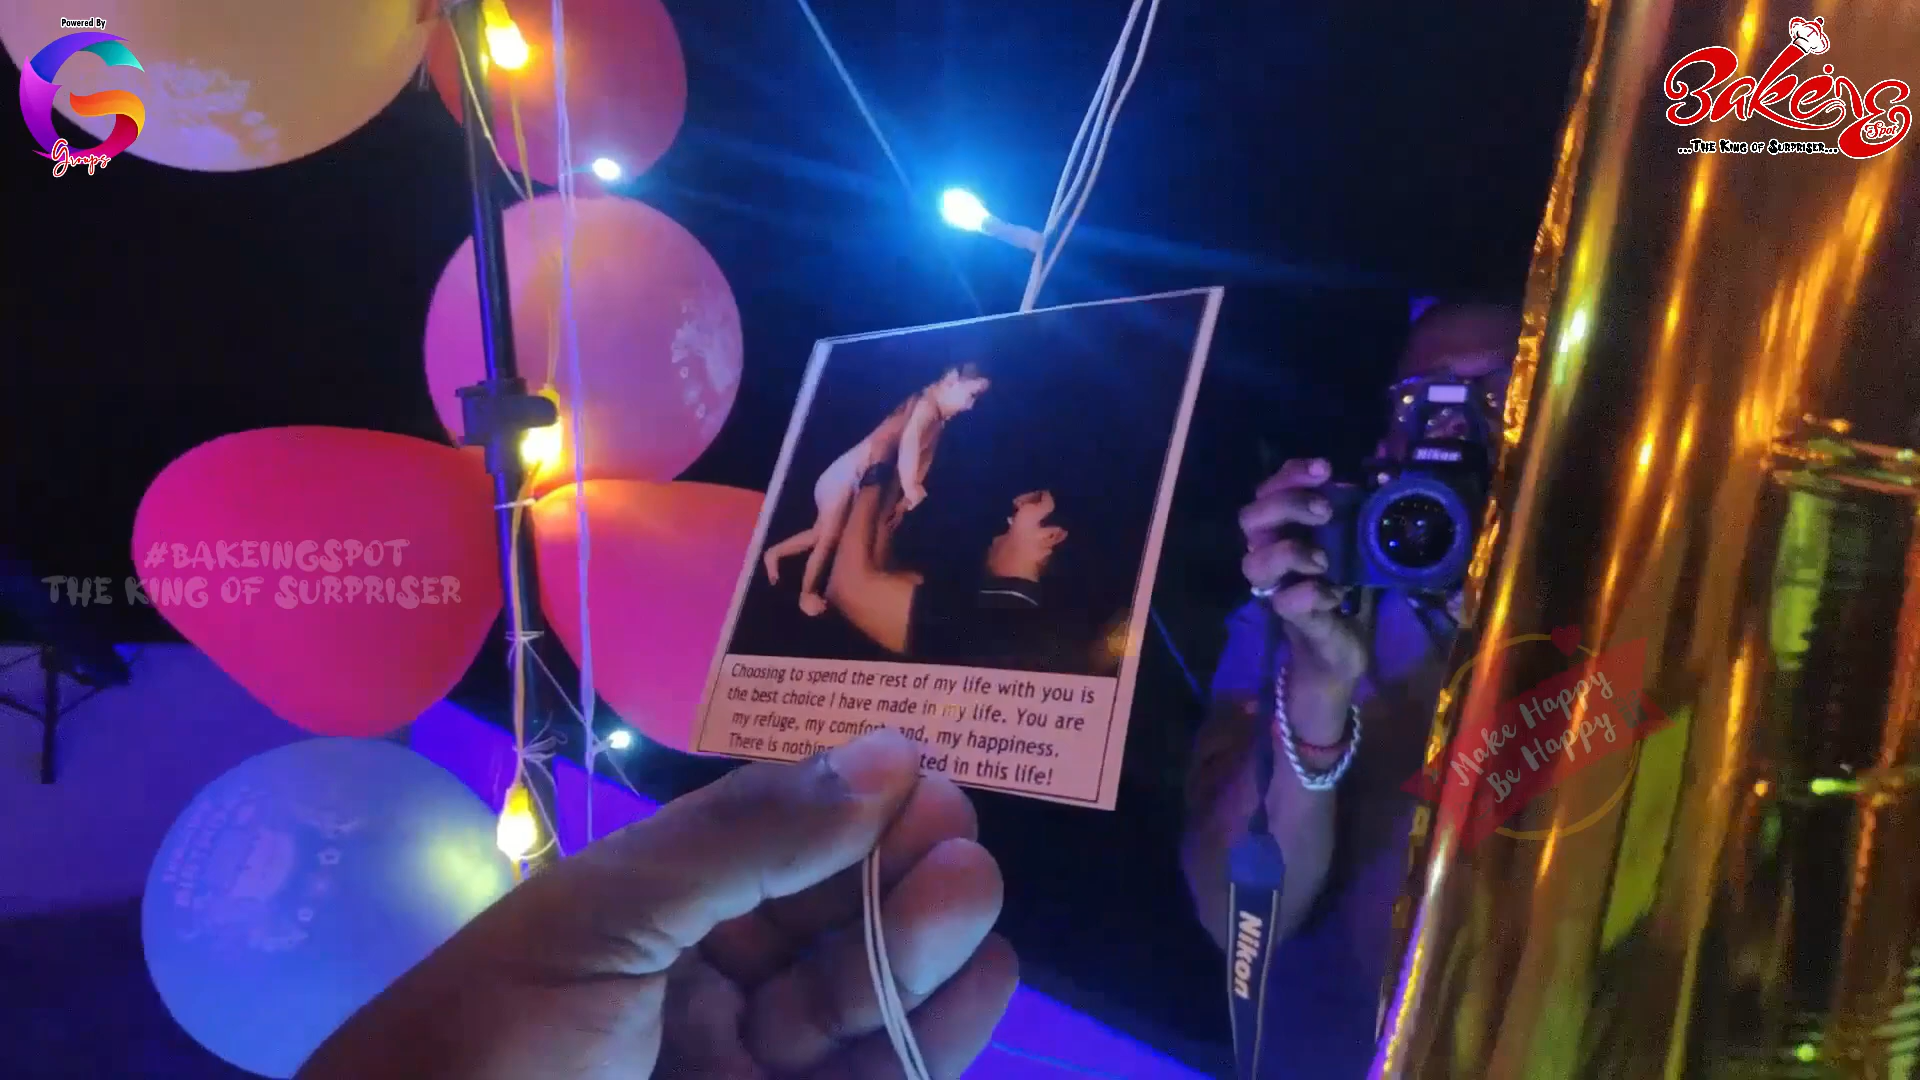 Powered By
Groups
Bakeing
Spot
...The King of Surpriser...
#BAKEINGSPOT
THE KING OF SURPRISER
Choosing to spend the rest of my life with you is
the best choice I have made in my life. You are
my refuge, my comfort and, my happiness.
There is nothing ted in this life!
Make Happy
Be Happy
Nikon
Nikon
BIRTHDAY